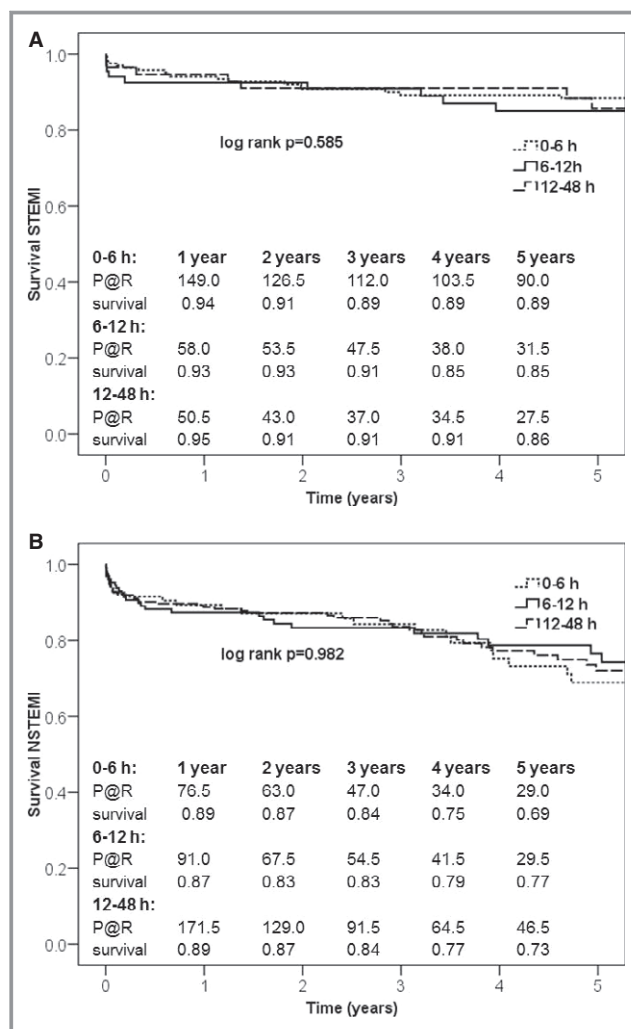 A
1.0
0.8
0.6
0.4
0.2
0.0
Survival STEMI
log rank p=0.585
0-6 h
6-12h
12-48 h
0-6 h: 1 year 2 years 3 years 4 years 5 years
P@R 149.0 126.5 112.0 103.5 90.0
survival 0.94 0.91 0.89 0.89 0.89
6-12 h:
P@R 58.0 53.5 47.5 38.0 31.5
survival 0.93 0.93 0.91 0.85 0.85
12-48 h:
P@R 50.5 43.0 37.0 34.5 27.5
survival 0.95 0.91 0.91 0.91 0.86
0 1 2 3 4 5
Time (years)
B
1.0
0.8
0.6
0.4
0.2
0.0
Survival NSTEMI
log rank p=0.982
0-6 h
6-12 h
12-48 h
0-6 h: 1 year 2 years 3 years 4 years 5 years
P@R 76.5 63.0 47.0 34.0 29.0
survival 0.89 0.87 0.84 0.75 0.69
6-12 h:
P@R 91.0 67.5 54.5 41.5 29.5
survival 0.87 0.83 0.83 0.79 0.77
12-48 h:
P@R 171.5 129.0 91.5 64.5 46.5
survival 0.89 0.87 0.84 0.77 0.73
0 1 2 3 4 5
Time (years)